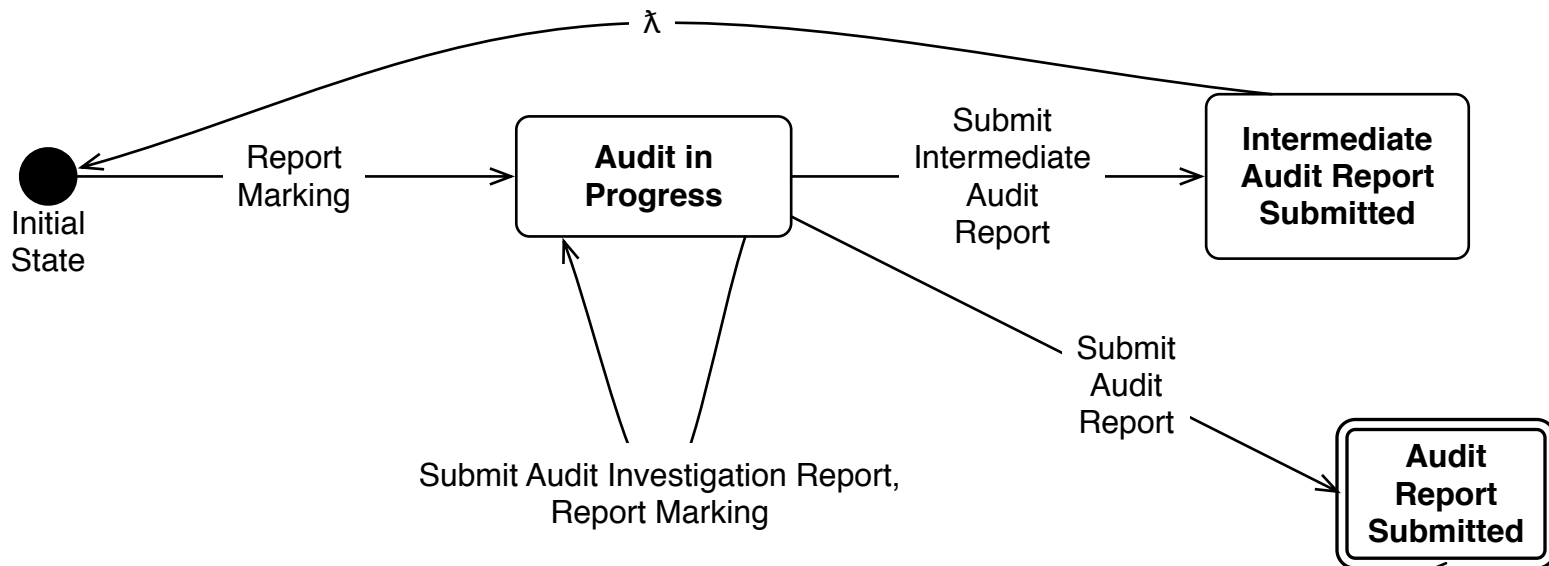 ƛ
Report
Marking
Initial
State
Audit in
Progress
Submit
Intermediate
Audit
Report
Intermediate
Audit Report
Submitted
Submit
Audit
Report
Submit Audit Investigation Report,
Report Marking
Audit
Report
Submitted